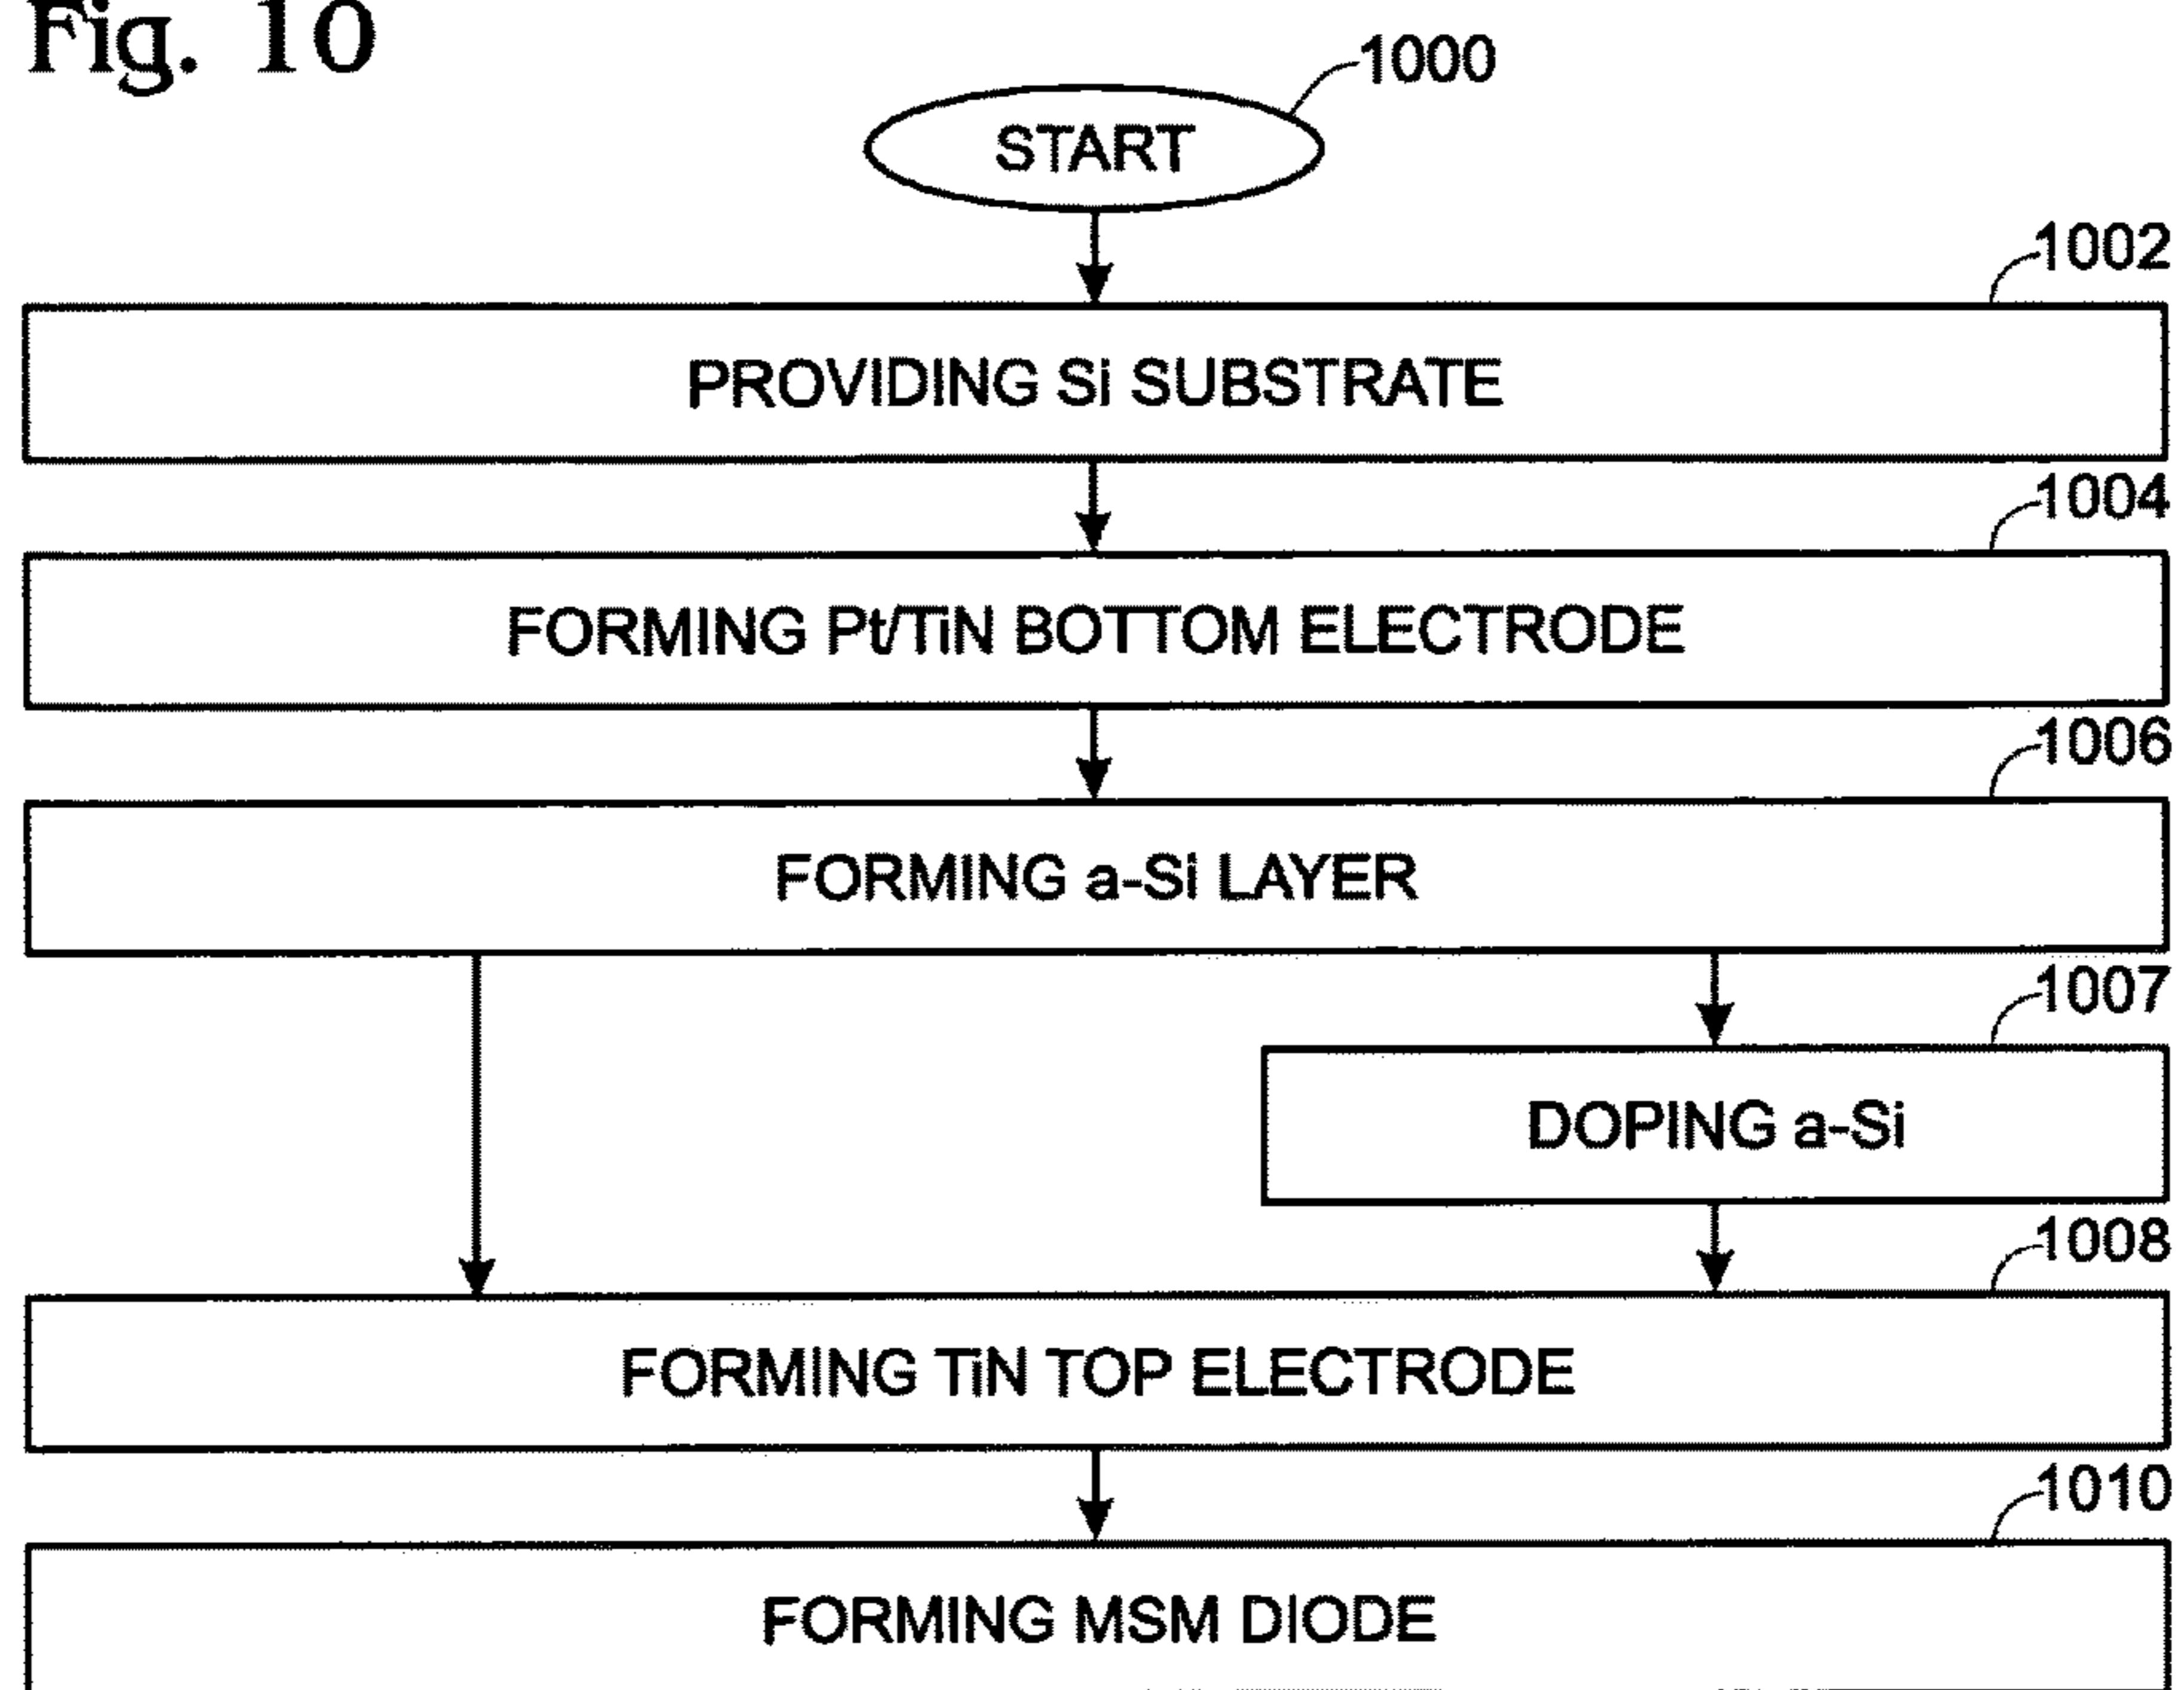 Fig. 10
1000
START
1002
PROVIDING Si SUBSTRATE
1004
FORMING Pt/TiN BOTTOM ELECTRODE
1006
FORMING a-Si LAYER
1007
DOPING a-Si
1008
FORMING TiN TOP ELECTRODE
1010
FORMING MSM DIODE